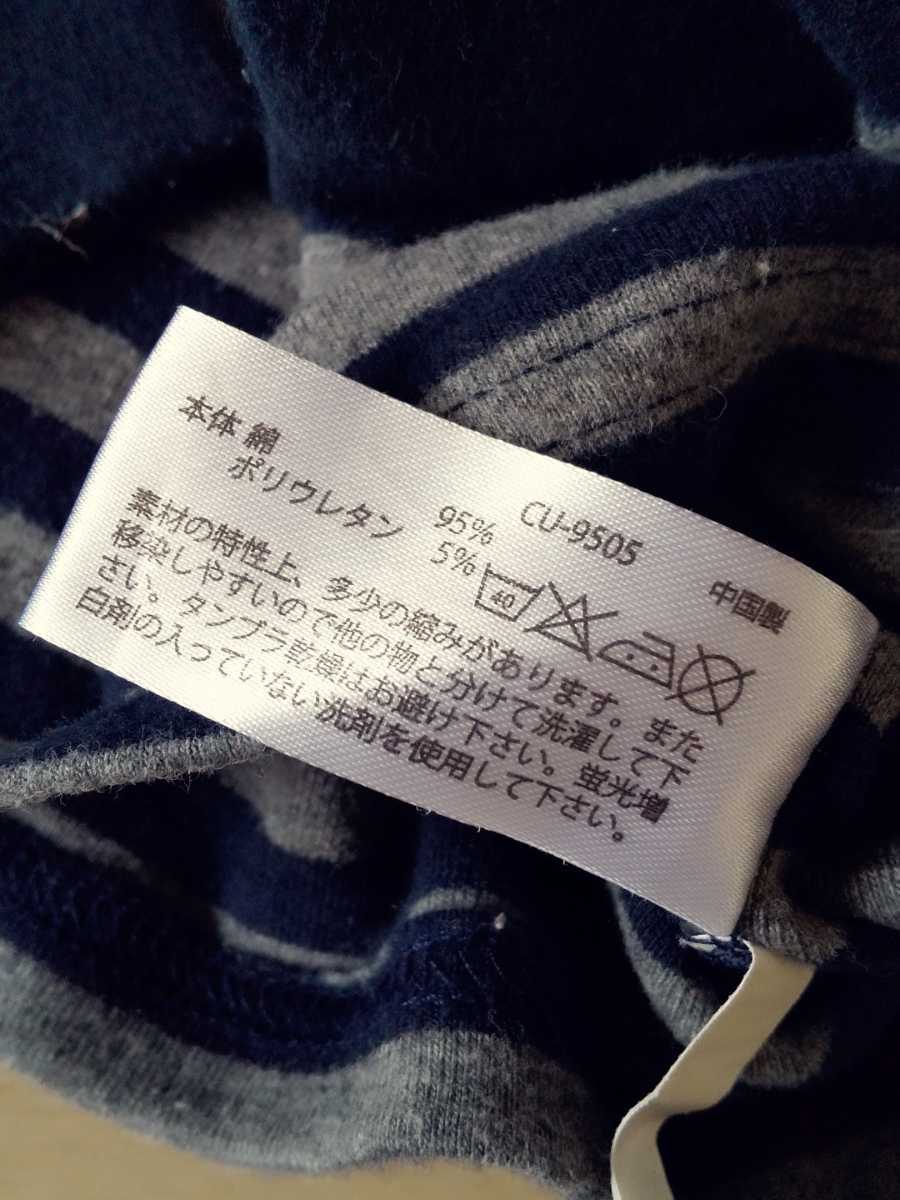 本体 綿 95% CU-9505 中国製
ポリウレタン 5%
40
素材の特性上、多少の縮みがあります。また
移染しやすいので他の物と分けて洗濯して下
さい。タンブラ乾燥はお避け下さい。蛍光増
白剤の入っていない洗剤を使用して下さい。